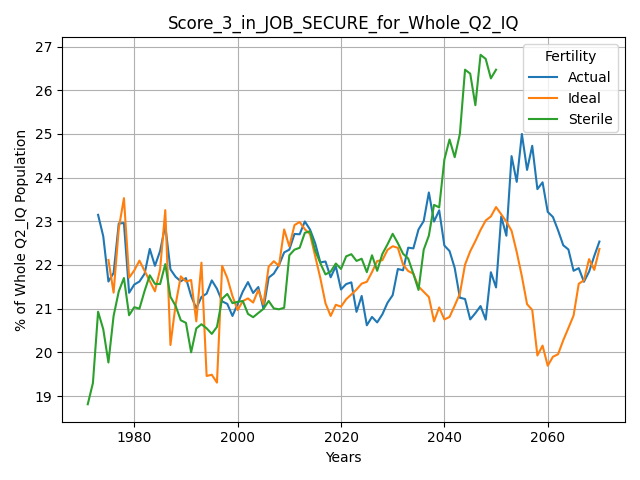 Score_3_in_JOB_SECURE_for_Whole_Q2_IQ
% of Whole Q2_IQ Population
27
26
25
24
23
22
21
20
19
Fertility
Actual
Ideal
Sterile
1980 2000 2020 2040 2060
Years